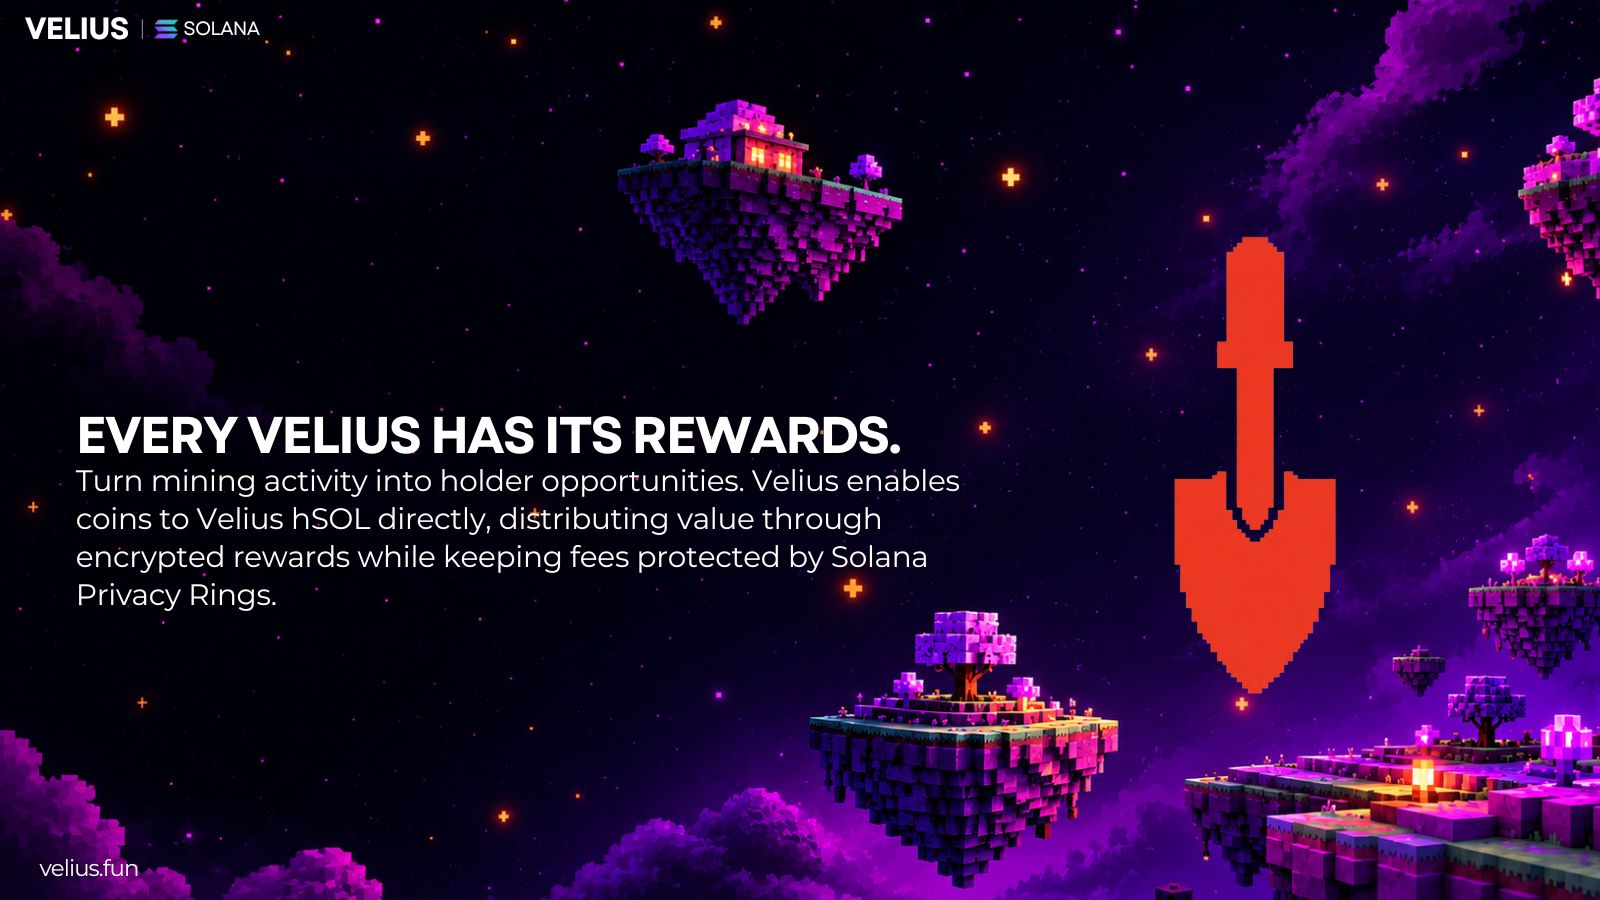 VELIUS | SOLANA
EVERY VELIUS HAS ITS REWARDS.
Turn mining activity into holder opportunities. Velius enables
coins to Velius hSOL directly, distributing value through
encrypted rewards while keeping fees protected by Solana
Privacy Rings.
velius.fun